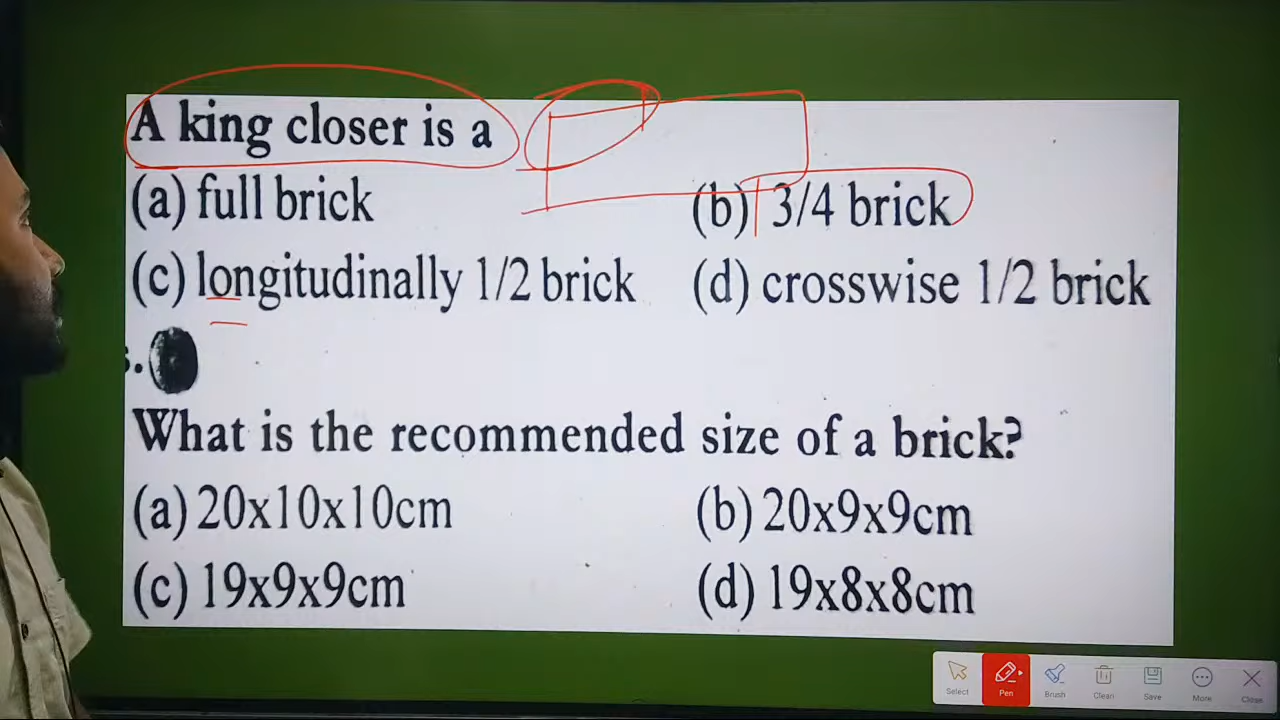 A king closer is a
(a) full brick (b) 3/4 brick
(c) longitudinally 1/2 brick (d) crosswise 1/2 brick
What is the recommended size of a brick?
(a) 20x10x10cm (b) 20x9x9cm
(c) 19x9x9cm (d) 19x8x8cm
Select Pen Brush Clean Save More Close